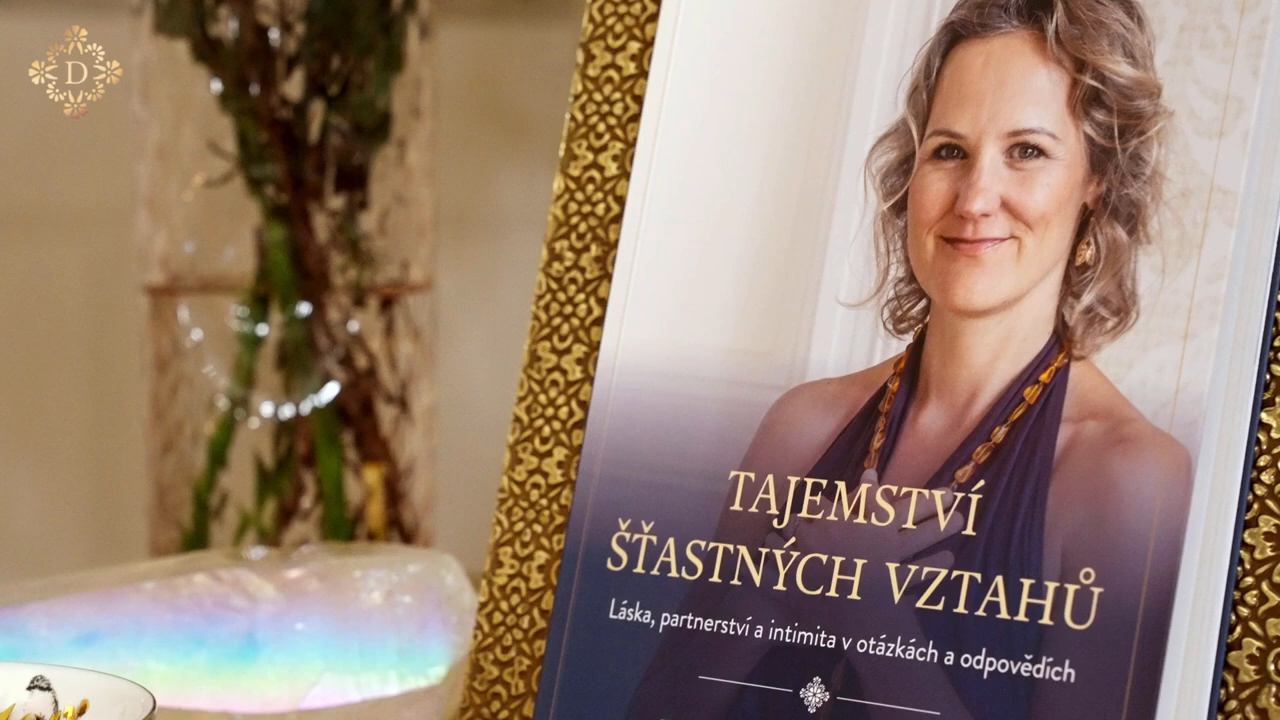 D
TAJEMSTVÍ
ŠŤASTNÝCH VZTAHŮ
Láska, partnerství a intimita v otázkách a odpovědích